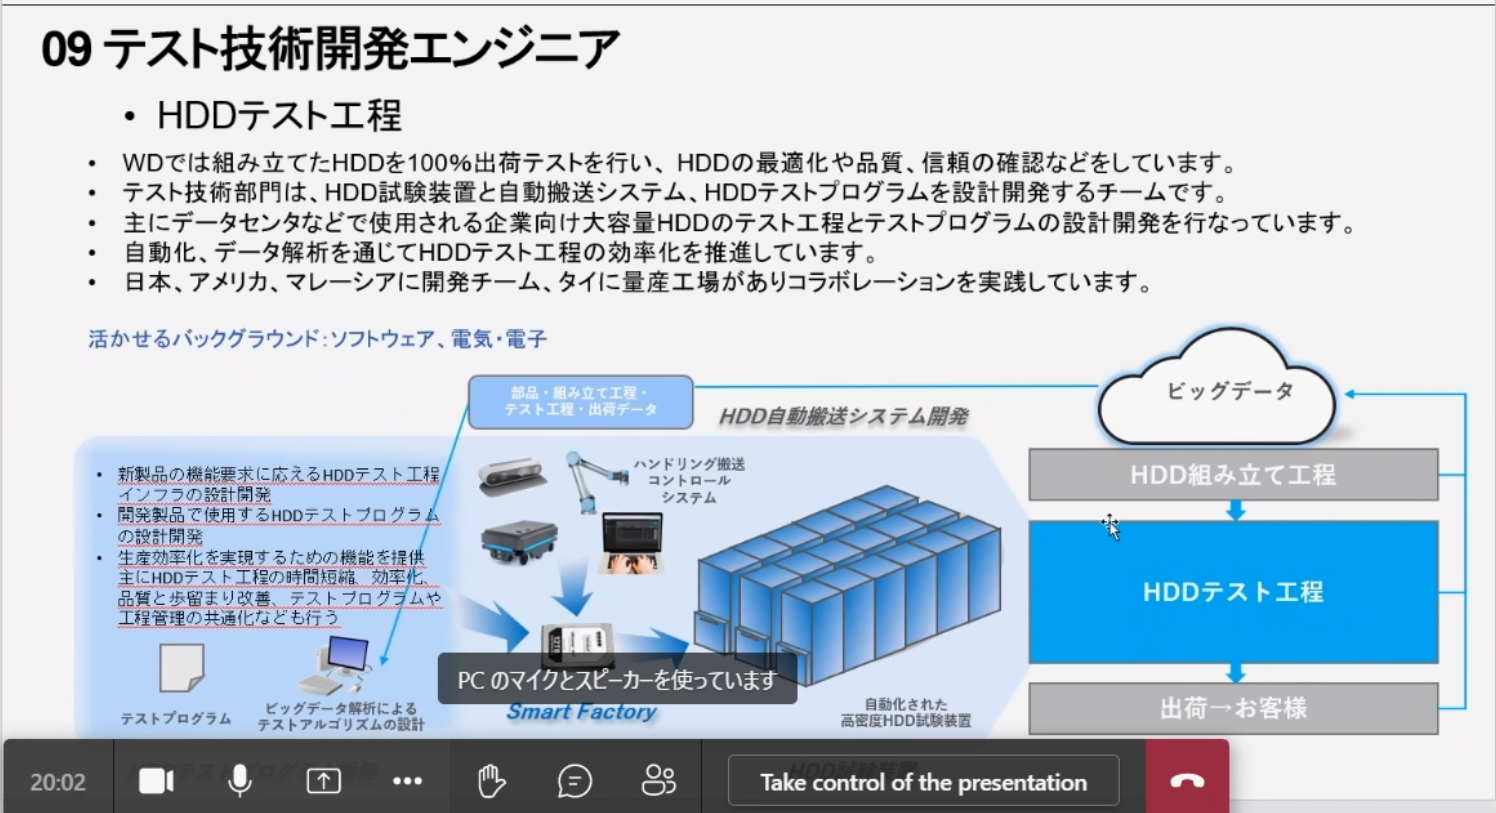 09 テスト技術開発エンジニア
• HDDテスト工程
• WDでは組み立てたHDDを100%出荷テストを行い、HDDの最適化や品質、信頼の確認などをしています。
• テスト技術部門は、HDD試験装置と自動搬送システム、HDDテストプログラムを設計開発するチームです。
• 主にデータセンタなどで使用される企業向け大容量HDDのテスト工程とテストプログラムの設計開発を行なっています。
• 自動化、データ解析を通じてHDDテスト工程の効率化を推進しています。
• 日本、アメリカ、マレーシアに開発チーム、タイに量産工場がありコラボレーションを実践しています。
活かせるバックグラウンド：ソフトウェア、電気・電子
部品・組み立て工程・
テスト工程・出荷データ
HDD自動搬送システム開発
ビッグデータ
• 新製品の機能要求に応えるHDDテスト工程
インフラの設計開発
• 開発製品で使用するHDDテストプログラム
の設計開発
• 生産効率化を実現するための機能を提供
主にHDDテスト工程の時間短縮、効率化、
品質と歩留まり改善、テストプログラムや
工程管理の共通化なども行う
テストプログラム
ビッグデータ解析による
テストアルゴリズムの設計
ハンドリング搬送
コントロール
システム
Smart Factory
自動化された
高密度HDD試験装置
HDD組み立て工程
HDDテスト工程
出荷→お客様
PC のマイクとスピーカーを使っています
HDD試験装置
20:02
Take control of the presentation